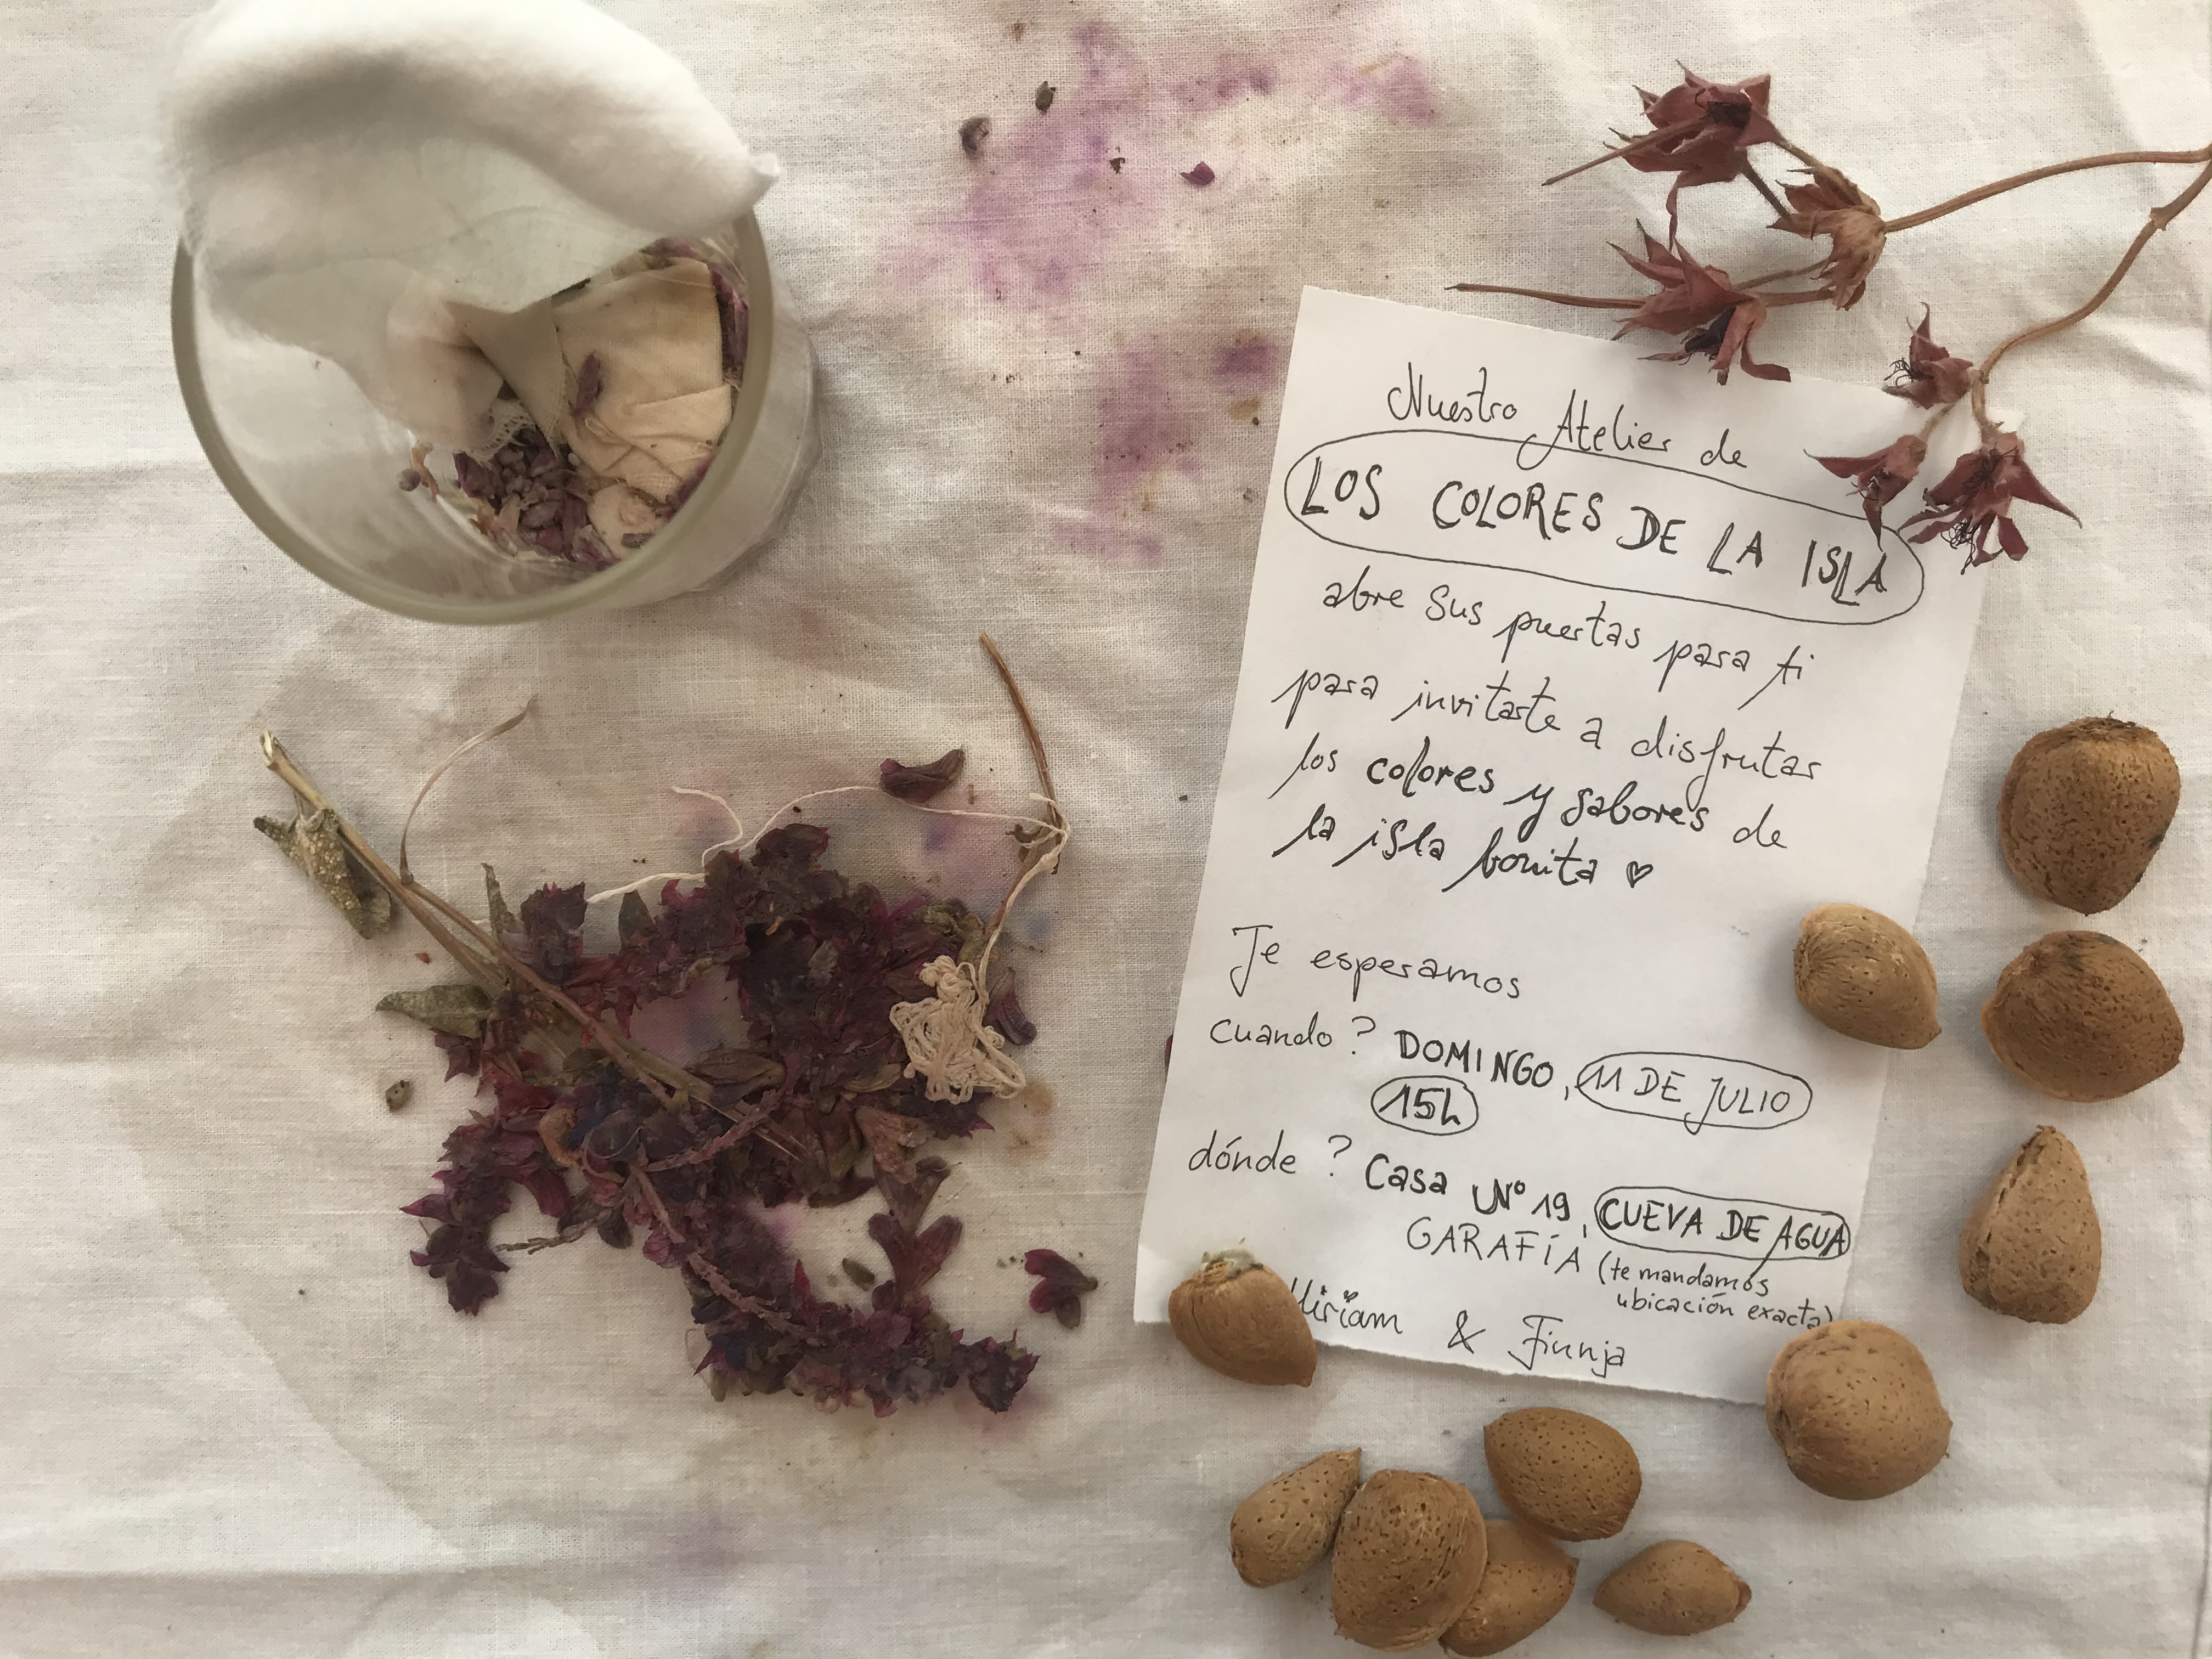 Nuestro Atelier de
LOS COLORES DE LA ISLA
abre sus puertas para ti
para invitarte a disfrutar
los colores y sabores de
la isla bonita ♡
Te esperamos
cuando? DOMINGO, 11 DE JULIO
15h
dónde? Casa Nº 19, CUEVA DE AGUA
GARAFÍA (te mandamos
ubicación exacta)
Miriam & Finnja